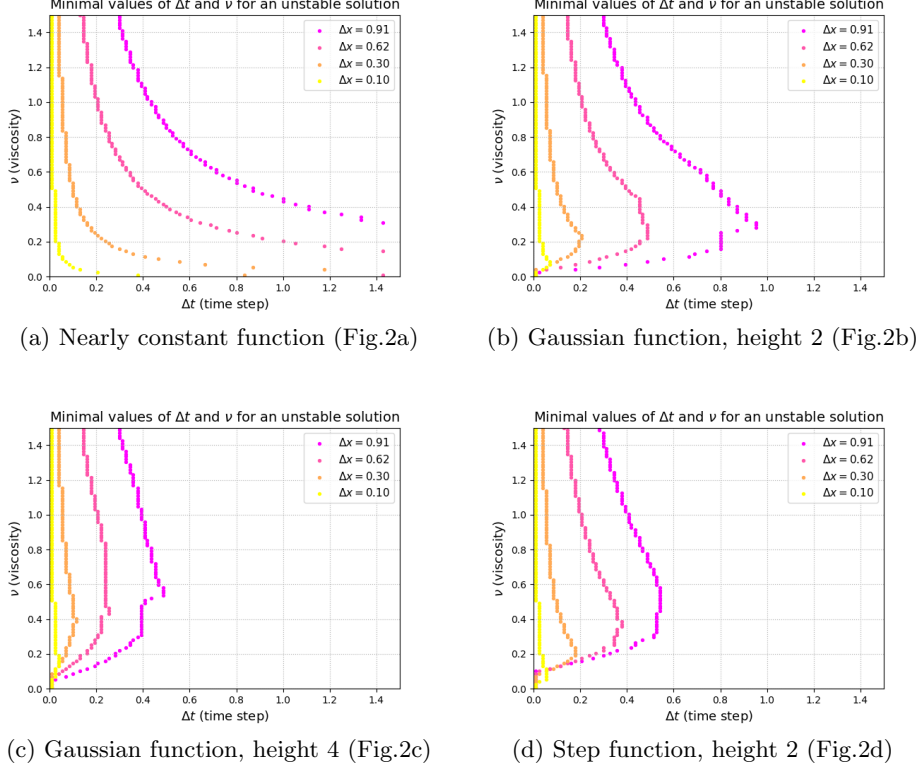 Minimal values of Δt and ν for an unstable solution
ν (viscosity)
1.4
1.2
1.0
0.8
0.6
0.4
0.2
0.0
0.0 0.2 0.4 0.6 0.8 1.0 1.2 1.4
Δt (time step)
Δx = 0.91
Δx = 0.62
Δx = 0.30
Δx = 0.10
(a) Nearly constant function (Fig.2a)
Minimal values of Δt and ν for an unstable solution
ν (viscosity)
1.4
1.2
1.0
0.8
0.6
0.4
0.2
0.0
0.0 0.2 0.4 0.6 0.8 1.0 1.2 1.4
Δt (time step)
Δx = 0.91
Δx = 0.62
Δx = 0.30
Δx = 0.10
(b) Gaussian function, height 2 (Fig.2b)
Minimal values of Δt and ν for an unstable solution
ν (viscosity)
1.4
1.2
1.0
0.8
0.6
0.4
0.2
0.0
0.0 0.2 0.4 0.6 0.8 1.0 1.2 1.4
Δt (time step)
Δx = 0.91
Δx = 0.62
Δx = 0.30
Δx = 0.10
(c) Gaussian function, height 4 (Fig.2c)
Minimal values of Δt and ν for an unstable solution
ν (viscosity)
1.4
1.2
1.0
0.8
0.6
0.4
0.2
0.0
0.0 0.2 0.4 0.6 0.8 1.0 1.2 1.4
Δt (time step)
Δx = 0.91
Δx = 0.62
Δx = 0.30
Δx = 0.10
(d) Step function, height 2 (Fig.2d)